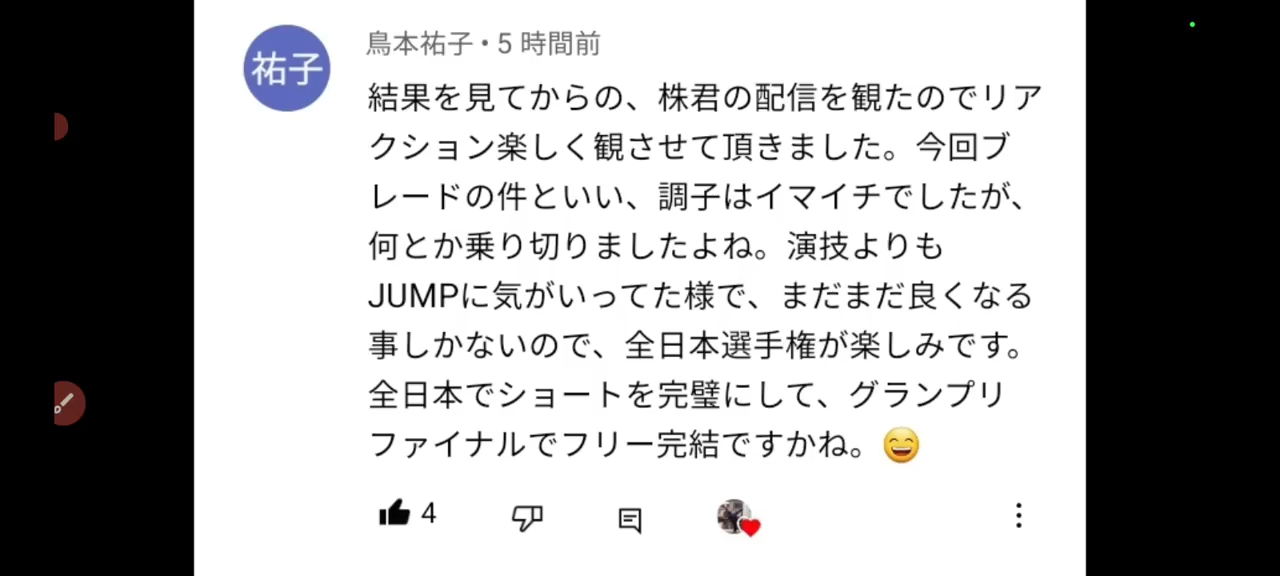 祐子
鳥本祐子 • 5 時間前
結果を見てからの、株君の配信を観たのでリア
クション楽しく観させて頂きました。今回ブ
レードの件といい、調子はイマイチでしたが、
何とか乗り切りましたよね。演技よりも
JUMPに気がいってた様で、まだまだ良くなる
事しかないので、全日本選手権が楽しみです。
全日本でショートを完璧にして、グランプリ
ファイナルでフリー完結ですかね。😄
4